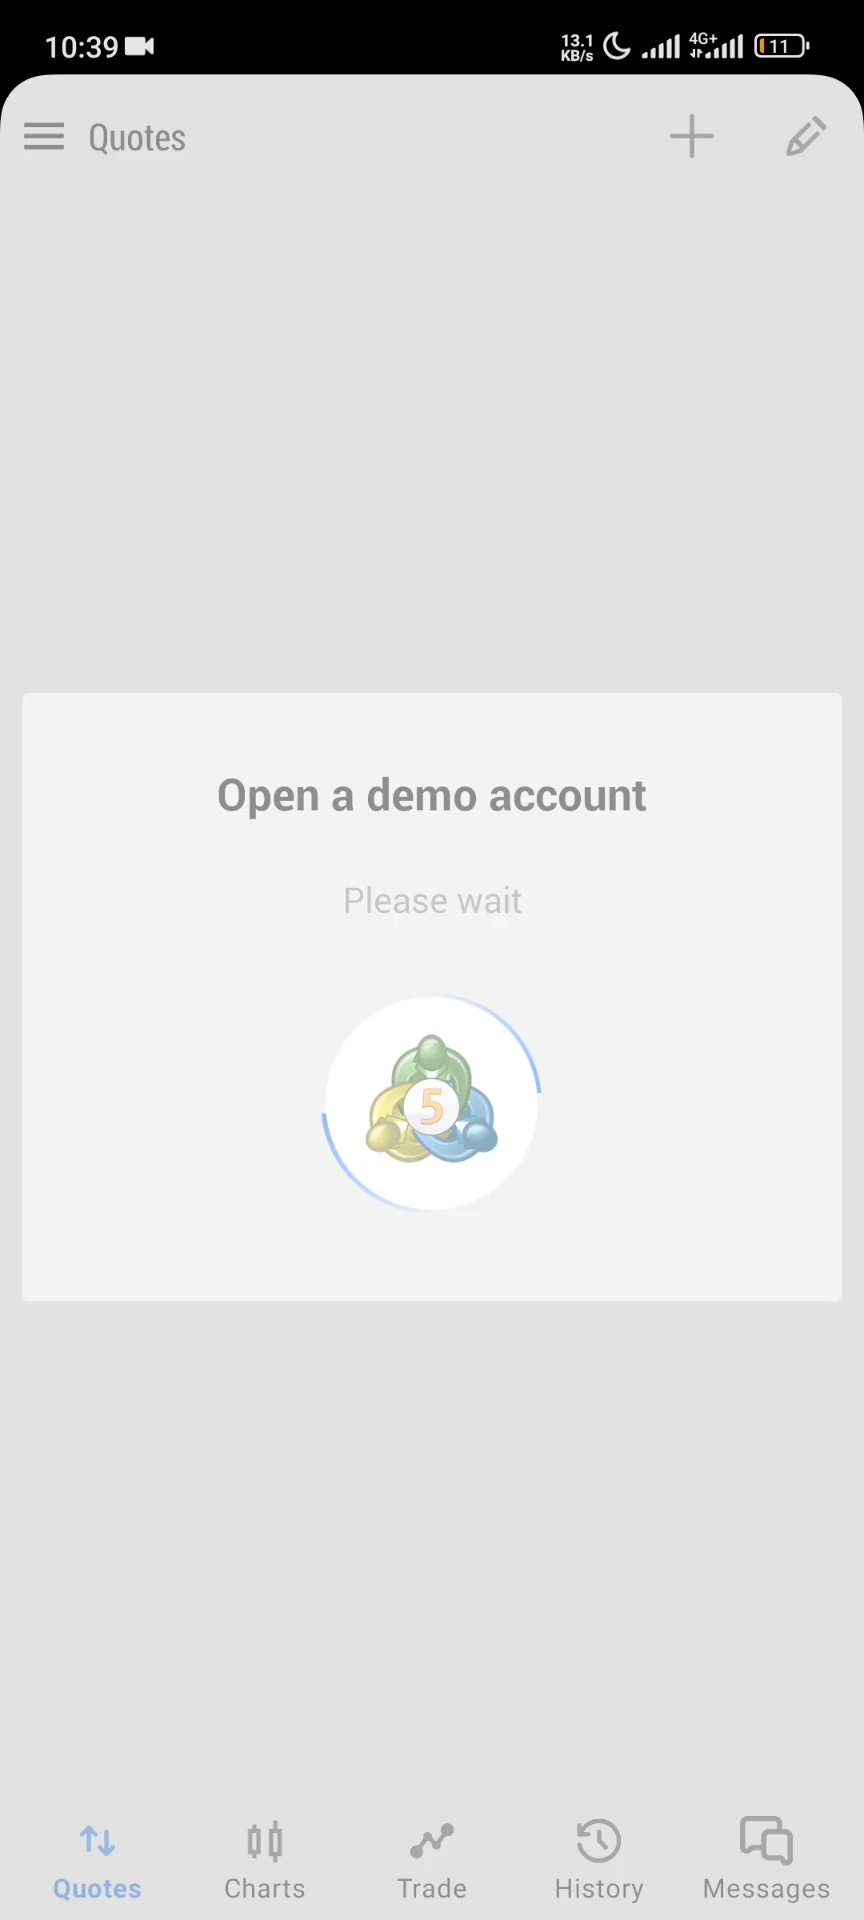 10:39
13.1
KB/s
4G+
11
Quotes
Open a demo account
Please wait
5
Quotes
Charts
Trade
History
Messages